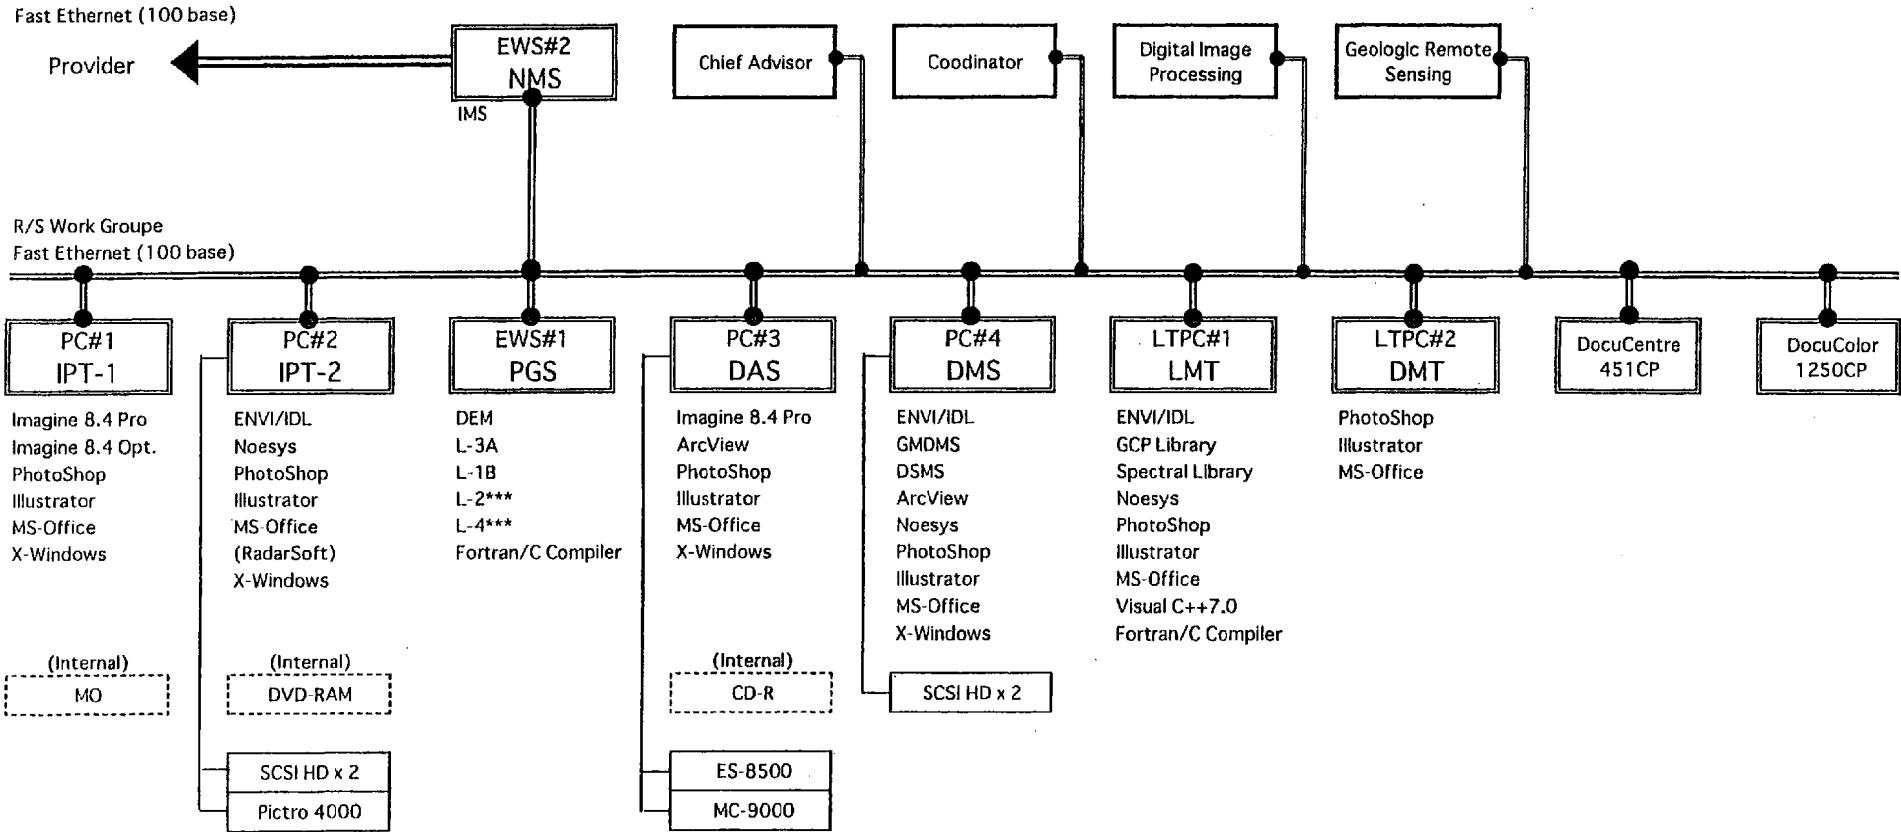 Fast Ethernet (100 base)
Provider
EWS#2
NMS
IMS
Chief Advisor
Coodinator
Digital Image
Processing
Geologic Remote
Sensing
R/S Work Groupe
Fast Ethernet (100 base)
PC#1
IPT-1
Imagine 8.4 Pro
Imagine 8.4 Opt.
PhotoShop
Illustrator
MS-Office
X-Windows
(Internal)
MO
PC#2
IPT-2
ENVI/IDL
Noesys
PhotoShop
Illustrator
MS-Office
(RadarSoft)
X-Windows
(Internal)
DVD-RAM
SCSI HD x 2
Pictro 4000
EWS#1
PGS
DEM
L-3A
L-1B
L-2***
L-4***
Fortran/C Compiler
PC#3
DAS
Imagine 8.4 Pro
ArcView
PhotoShop
Illustrator
MS-Office
X-Windows
(Internal)
CD-R
ES-8500
MC-9000
PC#4
DMS
ENVI/IDL
GMDMS
DSMS
ArcView
Noesys
PhotoShop
Illustrator
MS-Office
X-Windows
SCSI HD x 2
LTPC#1
LMT
ENVI/IDL
GCP Library
Spectral Library
Noesys
PhotoShop
Illustrator
MS-Office
Visual C++7.0
Fortran/C Compiler
LTPC#2
DMT
PhotoShop
Illustrator
MS-Office
DocuCentre
451CP
DocuColor
1250CP